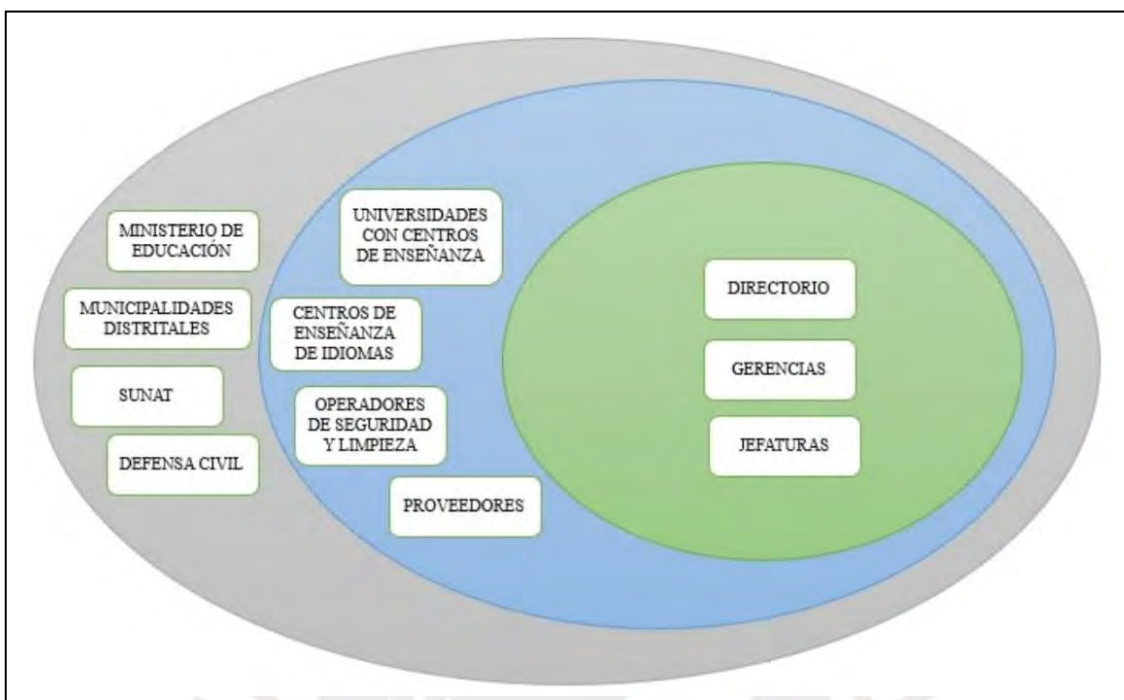 MINISTERIO DE
EDUCACIÓN
MUNICIPALIDADES
DISTRITALES
SUNAT
DEFENSA CIVIL
UNIVERSIDADES
CON CENTROS
DE ENSEÑANZA
CENTROS DE
ENSEÑANZA
DE IDIOMAS
OPERADORES
DE SEGURIDAD
Y LIMPIEZA
PROVEEDORES
DIRECTORIO
GERENCIAS
JEFATURAS